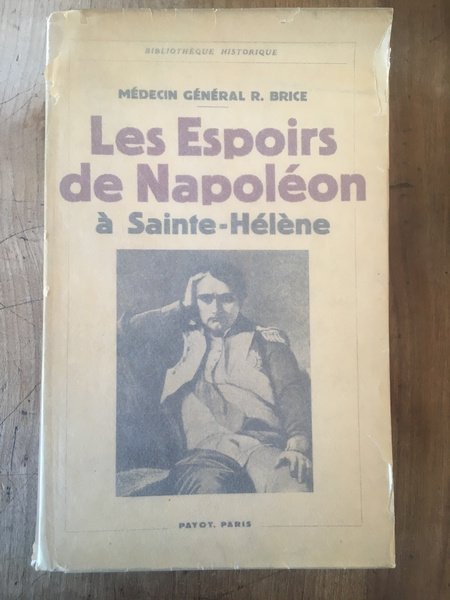 BIBLIOTHÈQUE HISTORIQUE
MÉDECIN GÉNÉRAL R. BRICE
Les Espoirs
de Napoléon
à Sainte-Hélène
PAYOT, PARIS